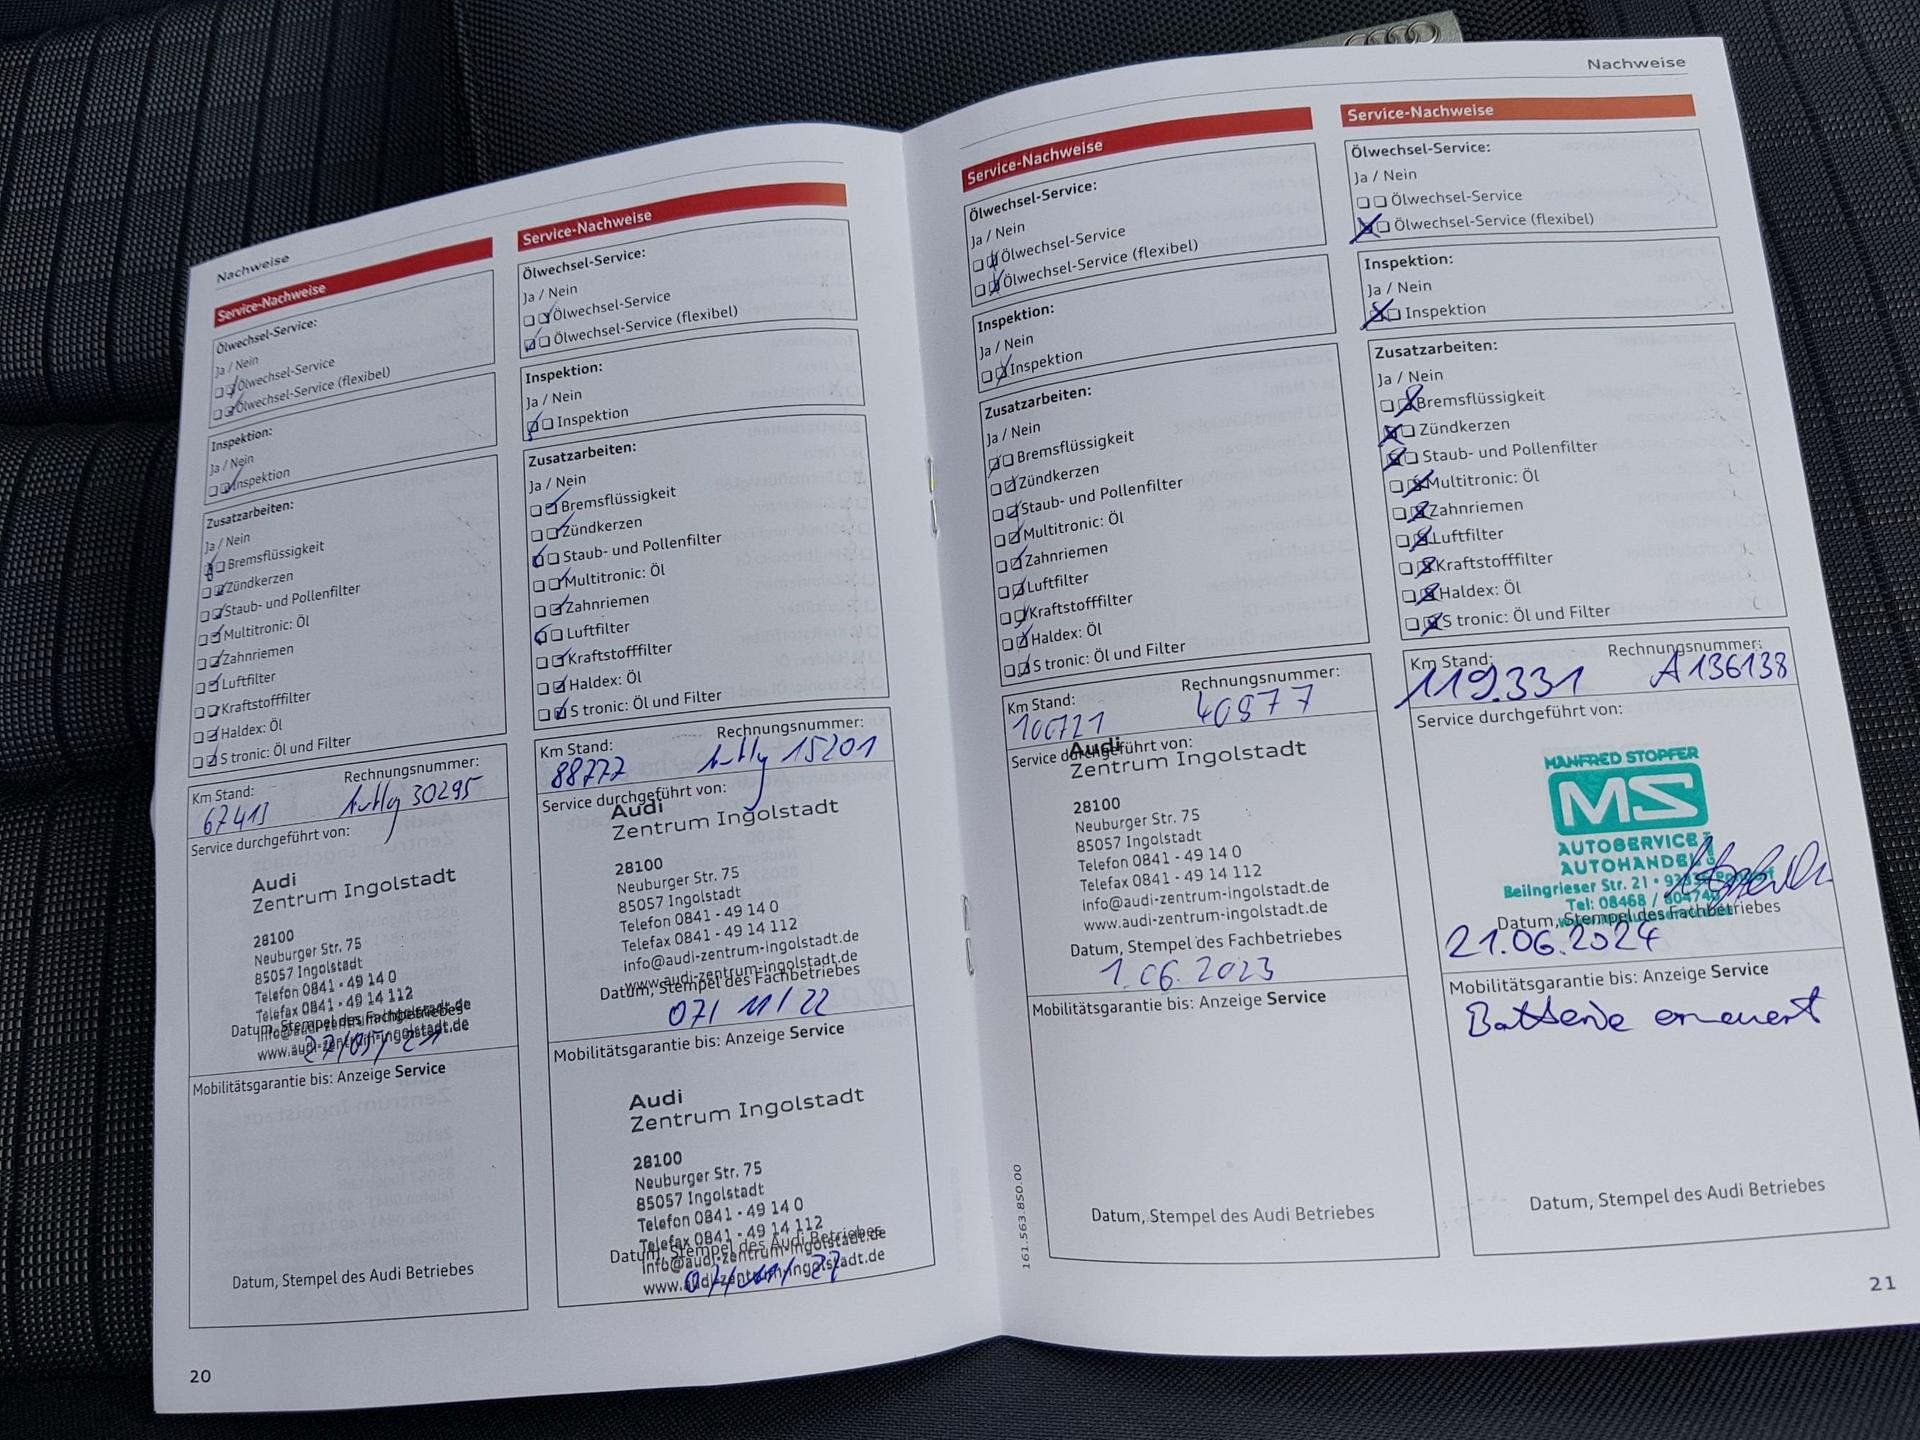 Nachweise
Service-Nachweise
Ölwechsel-Service:
Ja / Nein
Ölwechsel-Service
Ölwechsel-Service (flexibel)
Inspektion:
Ja / Nein
Inspektion
Zusatzarbeiten:
Ja / Nein
Bremsflüssigkeit
Zündkerzen
Staub- und Pollenfilter
Multitronic: Öl
Zahnriemen
Luftfilter
Kraftstofffilter
Haldex: Öl
S tronic: Öl und Filter
Km Stand: Rechnungsnummer:
67413 30295
Service durchgeführt von:
Audi
Zentrum Ingolstadt
28100
Neuburger Str. 75
85057 Ingolstadt
Telefon 0841 - 49 14 0
Telefax 0841 - 49 14 112
Datum, Stempel des Fachbetriebes
info@audi-zentrum-ingolstadt.de
www.audi-zentrum-ingolstadt.de
Mobilitätsgarantie bis: Anzeige Service
Datum, Stempel des Audi Betriebes
20
Service-Nachweise
Ölwechsel-Service:
Ja / Nein
Ölwechsel-Service
Ölwechsel-Service (flexibel)
Inspektion:
Ja / Nein
Inspektion
Zusatzarbeiten:
Ja / Nein
Bremsflüssigkeit
Zündkerzen
Staub- und Pollenfilter
Multitronic: Öl
Zahnriemen
Luftfilter
Kraftstofffilter
Haldex: Öl
S tronic: Öl und Filter
Km Stand: Rechnungsnummer:
88777 15201
Service durchgeführt von:
Audi
Zentrum Ingolstadt
28100
Neuburger Str. 75
85057 Ingolstadt
Telefon 0841 - 49 14 0
Telefax 0841 - 49 14 112
info@audi-zentrum-ingolstadt.de
www.audi-zentrum-ingolstadt.de
Datum, Stempel des Fachbetriebes
07/11/22
Mobilitätsgarantie bis: Anzeige Service
Audi
Zentrum Ingolstadt
28100
Neuburger Str. 75
85057 Ingolstadt
Telefon 0841 - 49 14 0
Telefax 0841 - 49 14 112
Datum, Stempel des Audi Betriebes
info@audi-zentrum-ingolstadt.de
www.audi-zentrum-ingolstadt.de
07/11/22
Nachweise
Service-Nachweise
Ölwechsel-Service:
Ja / Nein
Ölwechsel-Service
Ölwechsel-Service (flexibel)
Inspektion:
Ja / Nein
Inspektion
Zusatzarbeiten:
Ja / Nein
Bremsflüssigkeit
Zündkerzen
Staub- und Pollenfilter
Multitronic: Öl
Zahnriemen
Luftfilter
Kraftstofffilter
Haldex: Öl
S tronic: Öl und Filter
Km Stand: Rechnungsnummer:
100721 40977
Service durchgeführt von:
Audi
Zentrum Ingolstadt
28100
Neuburger Str. 75
85057 Ingolstadt
Telefon 0841 - 49 14 0
Telefax 0841 - 49 14 112
info@audi-zentrum-ingolstadt.de
www.audi-zentrum-ingolstadt.de
Datum, Stempel des Fachbetriebes
1.06.2023
Mobilitätsgarantie bis: Anzeige Service
Datum, Stempel des Audi Betriebes
161.563.850.00
Service-Nachweise
Ölwechsel-Service:
Ja / Nein
Ölwechsel-Service
Ölwechsel-Service (flexibel)
Inspektion:
Ja / Nein
Inspektion
Zusatzarbeiten:
Ja / Nein
Bremsflüssigkeit
Zündkerzen
Staub- und Pollenfilter
Multitronic: Öl
Zahnriemen
Luftfilter
Kraftstofffilter
Haldex: Öl
S tronic: Öl und Filter
Km Stand: Rechnungsnummer:
119.331 A136138
Service durchgeführt von:
MANFRED STOPFER
MS
AUTOSERVICE
AUTOHANDEL
Beilngrieser Str. 21
Tel: 08468 / 804740
Datum, Stempel des Fachbetriebes
21.06.2024
Mobilitätsgarantie bis: Anzeige Service
Batterie erneuert
Datum, Stempel des Audi Betriebes
21